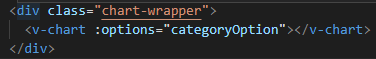 <div class="chart-wrapper">
<v-chart :options="categoryOption"></v-chart>
</div>